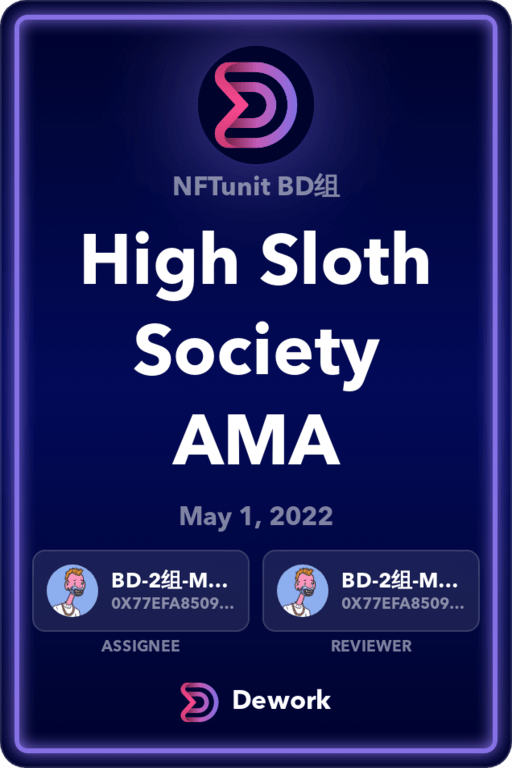 NFTunit BD组
High Sloth
Society
AMA
May 1, 2022
BD-2组-M...
0X77EFA8509...
ASSIGNEE
BD-2组-M...
0X77EFA8509...
REVIEWER
Dework